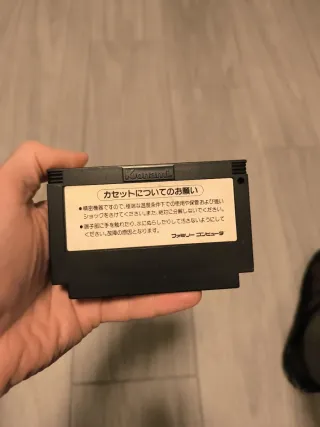 KONAMI
カセットについてのお願い
●精密機器ですので、極端な温度条件下での使用や保管および強い
ショックをさけてください。また、絶対に分解しないでください。
●端子部に手を触れたり、水にぬらしたりして汚さないようにして
ください。故障の原因となります。
ファミリーコンピュータ